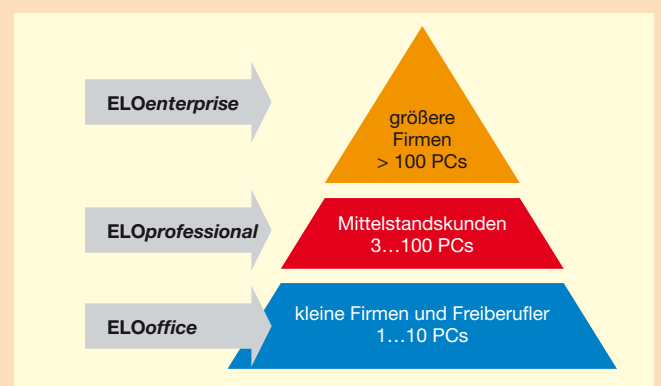 ELOenterprise
größere
Firmen
> 100 PCs
ELOprofessional
Mittelstandskunden
3…100 PCs
ELOoffice
kleine Firmen und Freiberufler
1…10 PCs